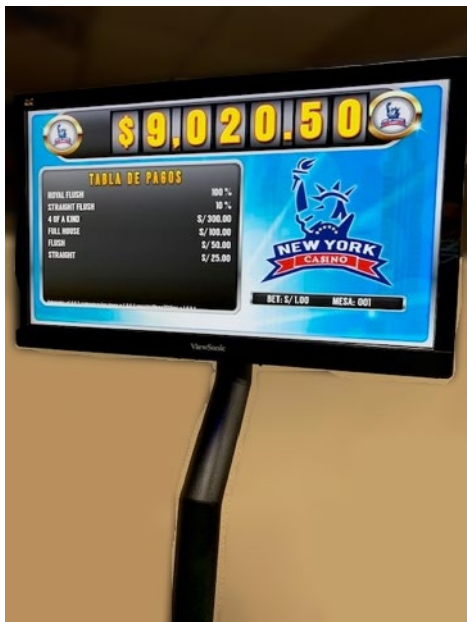 $9,020.50
TABLA DE PAGOS
ROYAL FLUSH 100 %
STRAIGHT FLUSH 10 %
4 OF A KIND S/ 300.00
FULL HOUSE S/ 100.00
FLUSH S/ 50.00
STRAIGHT S/ 25.00
NEW YORK
CASINO
BET: S/ 1.00 MESA: 001
ViewSonic